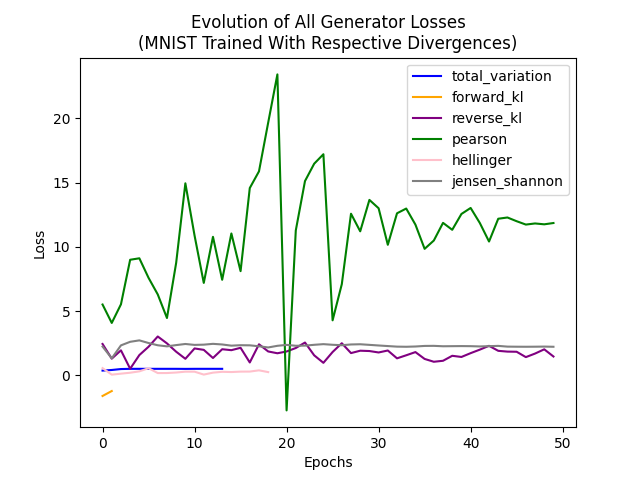 Evolution of All Generator Losses
(MNIST Trained With Respective Divergences)
total_variation
forward_kl
reverse_kl
pearson
hellinger
jensen_shannon
Loss
20
15
10
5
0
0 10 20 30 40 50
Epochs